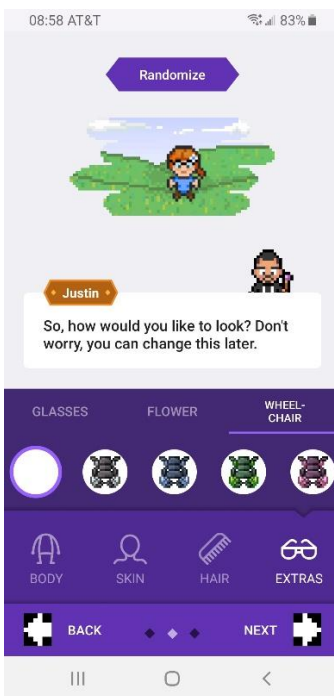 08:58 AT&T 83%
Randomize
Justin
So, how would you like to look? Don't
worry, you can change this later.
GLASSES FLOWER WHEEL-
CHAIR
BODY SKIN HAIR EXTRAS
BACK NEXT